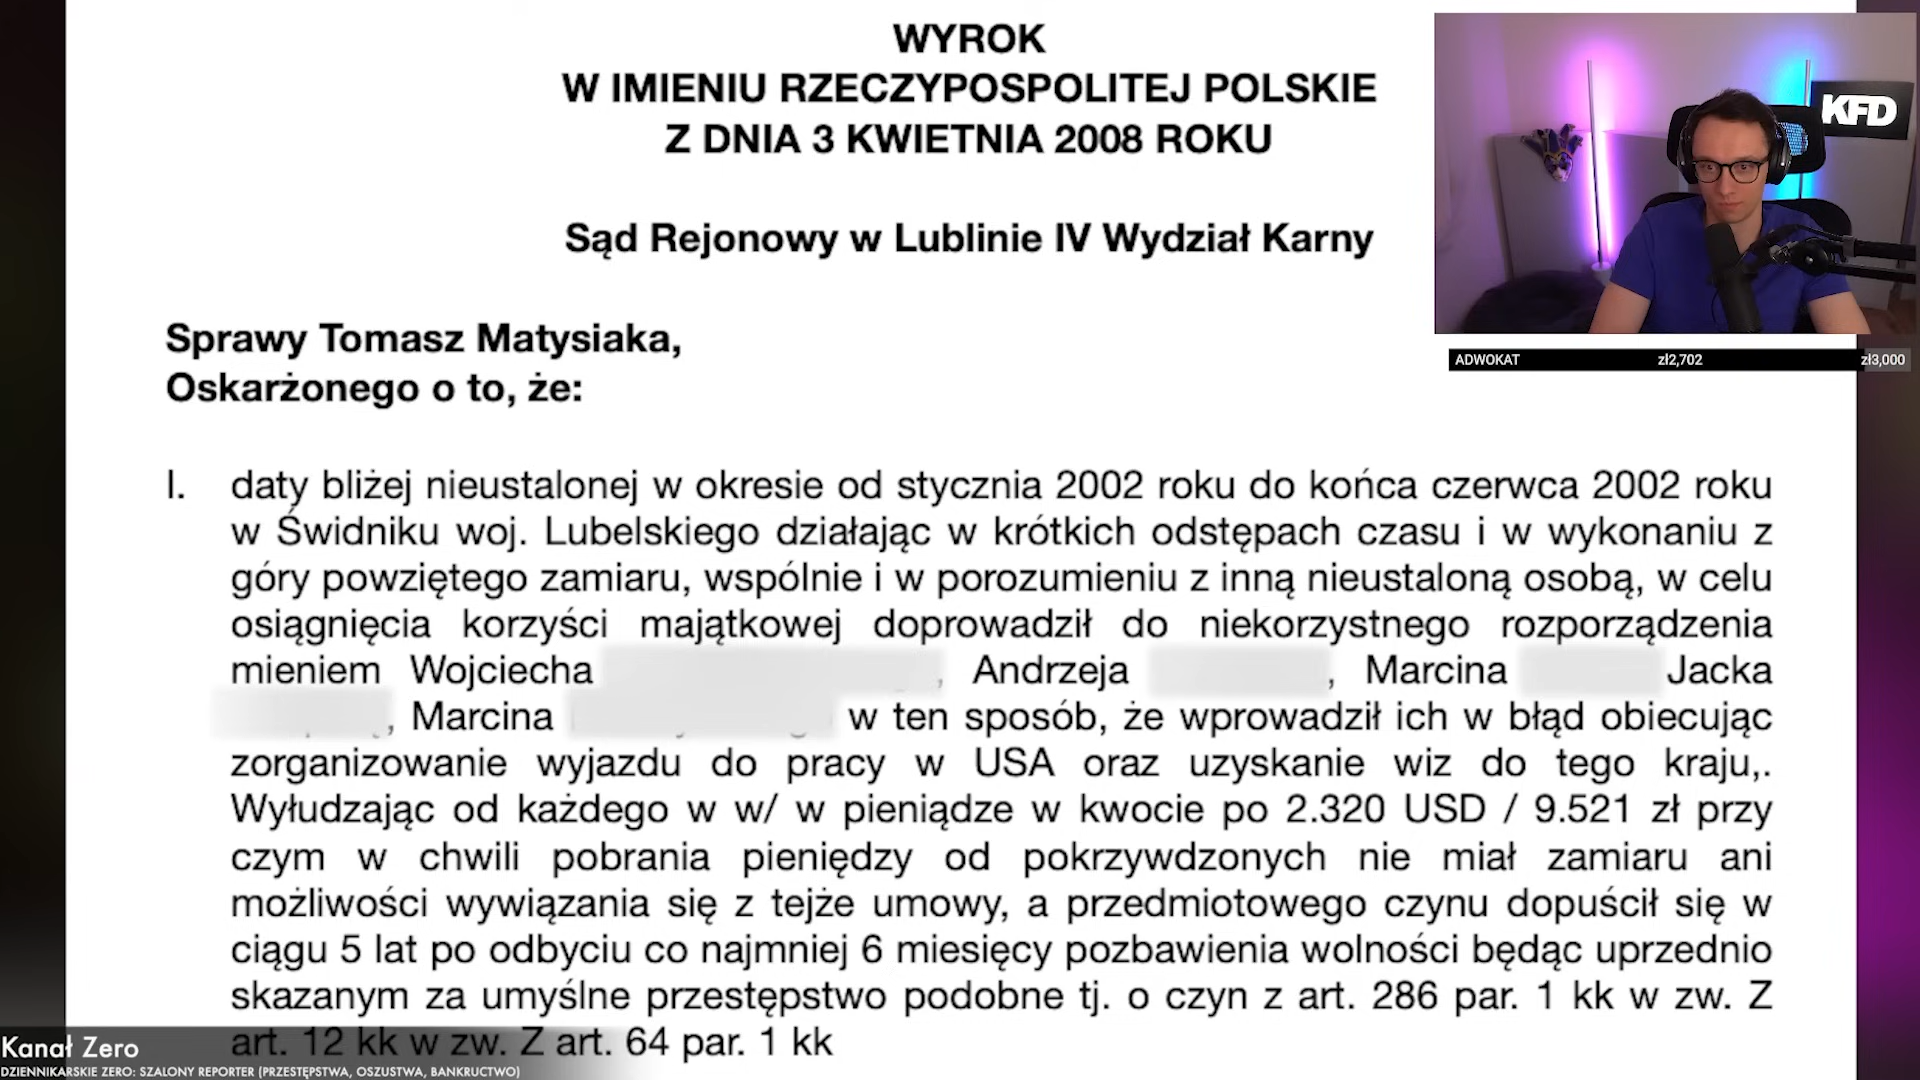 WYROK
W IMIENIU RZECZYPOSPOLITEJ POLSKIE
Z DNIA 3 KWIETNIA 2008 ROKU
Sąd Rejonowy w Lublinie IV Wydział Karny
Sprawy Tomasz Matysiaka,
Oskarżonego o to, że:
I. daty bliżej nieustalonej w okresie od stycznia 2002 roku do końca czerwca 2002 roku
w Świdniku woj. Lubelskiego działając w krótkich odstępach czasu i w wykonaniu z
góry powziętego zamiaru, wspólnie i w porozumieniu z inną nieustaloną osobą, w celu
osiągnięcia korzyści majątkowej doprowadził do niekorzystnego rozporządzenia
mieniem Wojciecha , Andrzeja , Marcina Jacka
, Marcina w ten sposób, że wprowadził ich w błąd obiecując
zorganizowanie wyjazdu do pracy w USA oraz uzyskanie wiz do tego kraju,.
Wyłudzając od każdego w w/ w pieniądze w kwocie po 2.320 USD / 9.521 zł przy
czym w chwili pobrania pieniędzy od pokrzywdzonych nie miał zamiaru ani
możliwości wywiązania się z tejże umowy, a przedmiotowego czynu dopuścił się w
ciągu 5 lat po odbyciu co najmniej 6 miesięcy pozbawienia wolności będąc uprzednio
skazanym za umyślne przestępstwo podobne tj. o czyn z art. 286 par. 1 kk w zw. Z
art. 12 kk w zw. Z art. 64 par. 1 kk
KFD
ADWOKAT zł2,702 zł3,000
Kanał Zero
DZIENNIKARSKIE ZERO: SZALONY REPORTER (PRZESTĘPSTWA, OSZUSTWA, BANKRUCTWO)